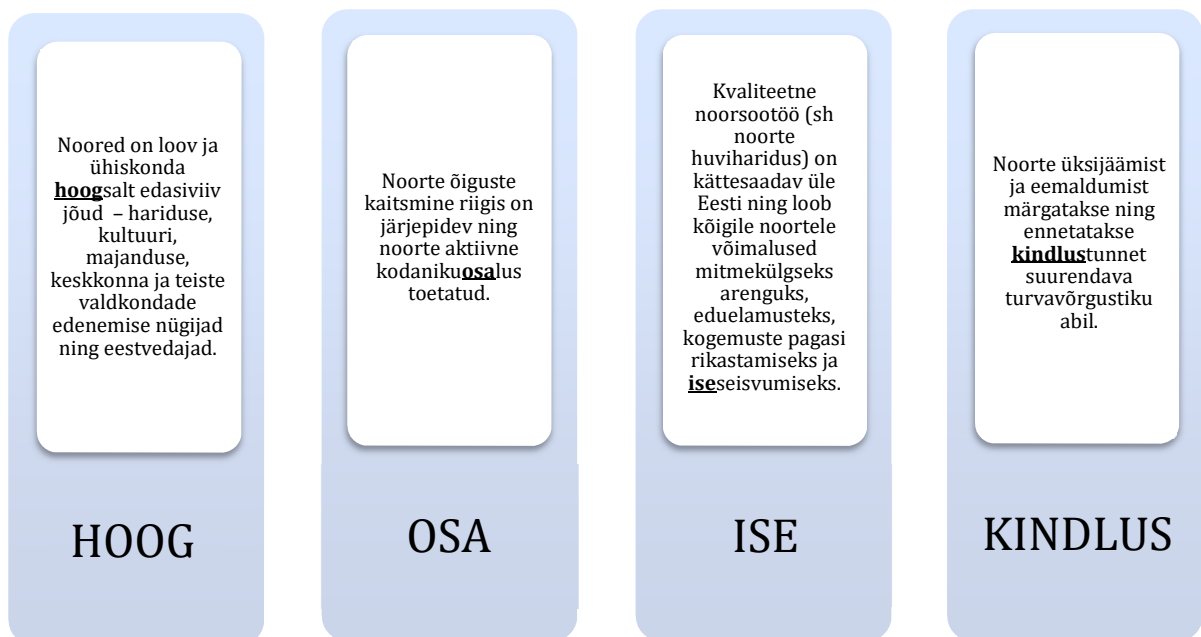 Noored on loov ja
ühiskonda
hoogsalt edasiviiv
jõud – hariduse,
kultuuri,
majanduse,
keskkonna ja teiste
valdkondade
edenemise nügijad
ning eestvedajad.
HOOG
Noorte õiguste
kaitsmine riigis on
järjepidev ning
noorte aktiivne
kodanikuosalus
toetatud.
OSA
Kvaliteetne
noorsootöö (sh
noorte
huviharidus) on
kättesaadav üle
Eesti ning loob
kõigile noortele
võimalused
mitmekülgseks
arenguks,
eduelamusteks,
kogemuste pagasi
rikastamiseks ja
iseseisvumiseks.
ISE
Noorte üksijäämist
ja eemaldumist
märgatakse ning
ennetatakse
kindlustunnet
suurendava
turvavõrgustiku
abil.
KINDLUS